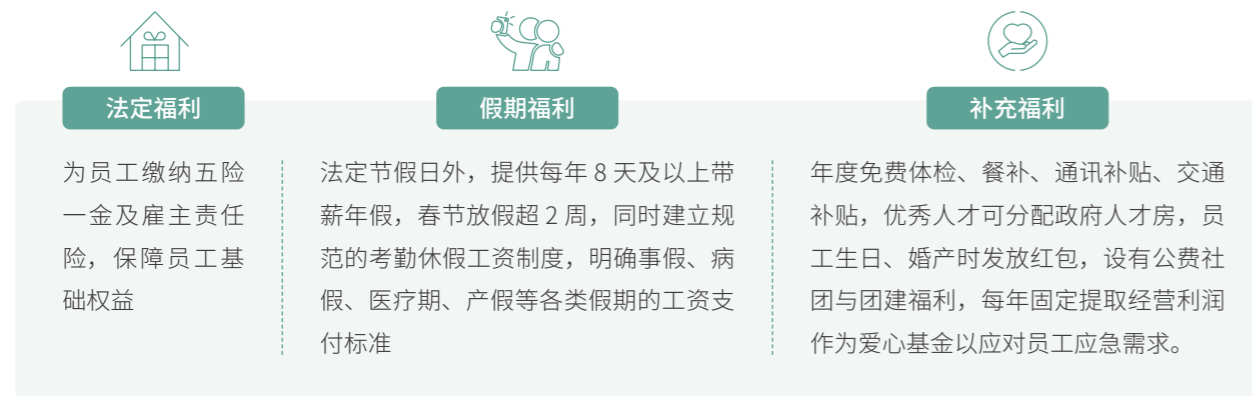 法定福利
为员工缴纳五险
一金及雇主责任
险，保障员工基
础权益
假期福利
法定节假日外，提供每年 8 天及以上带
薪年假，春节放假超 2 周，同时建立规
范的考勤休假工资制度，明确事假、病
假、医疗期、产假等各类假期的工资支
付标准
补充福利
年度免费体检、餐补、通讯补贴、交通
补贴，优秀人才可分配政府人才房，员
工生日、婚产时发放红包，设有公费社
团与团建福利，每年固定提取经营利润
作为爱心基金以应对员工应急需求。